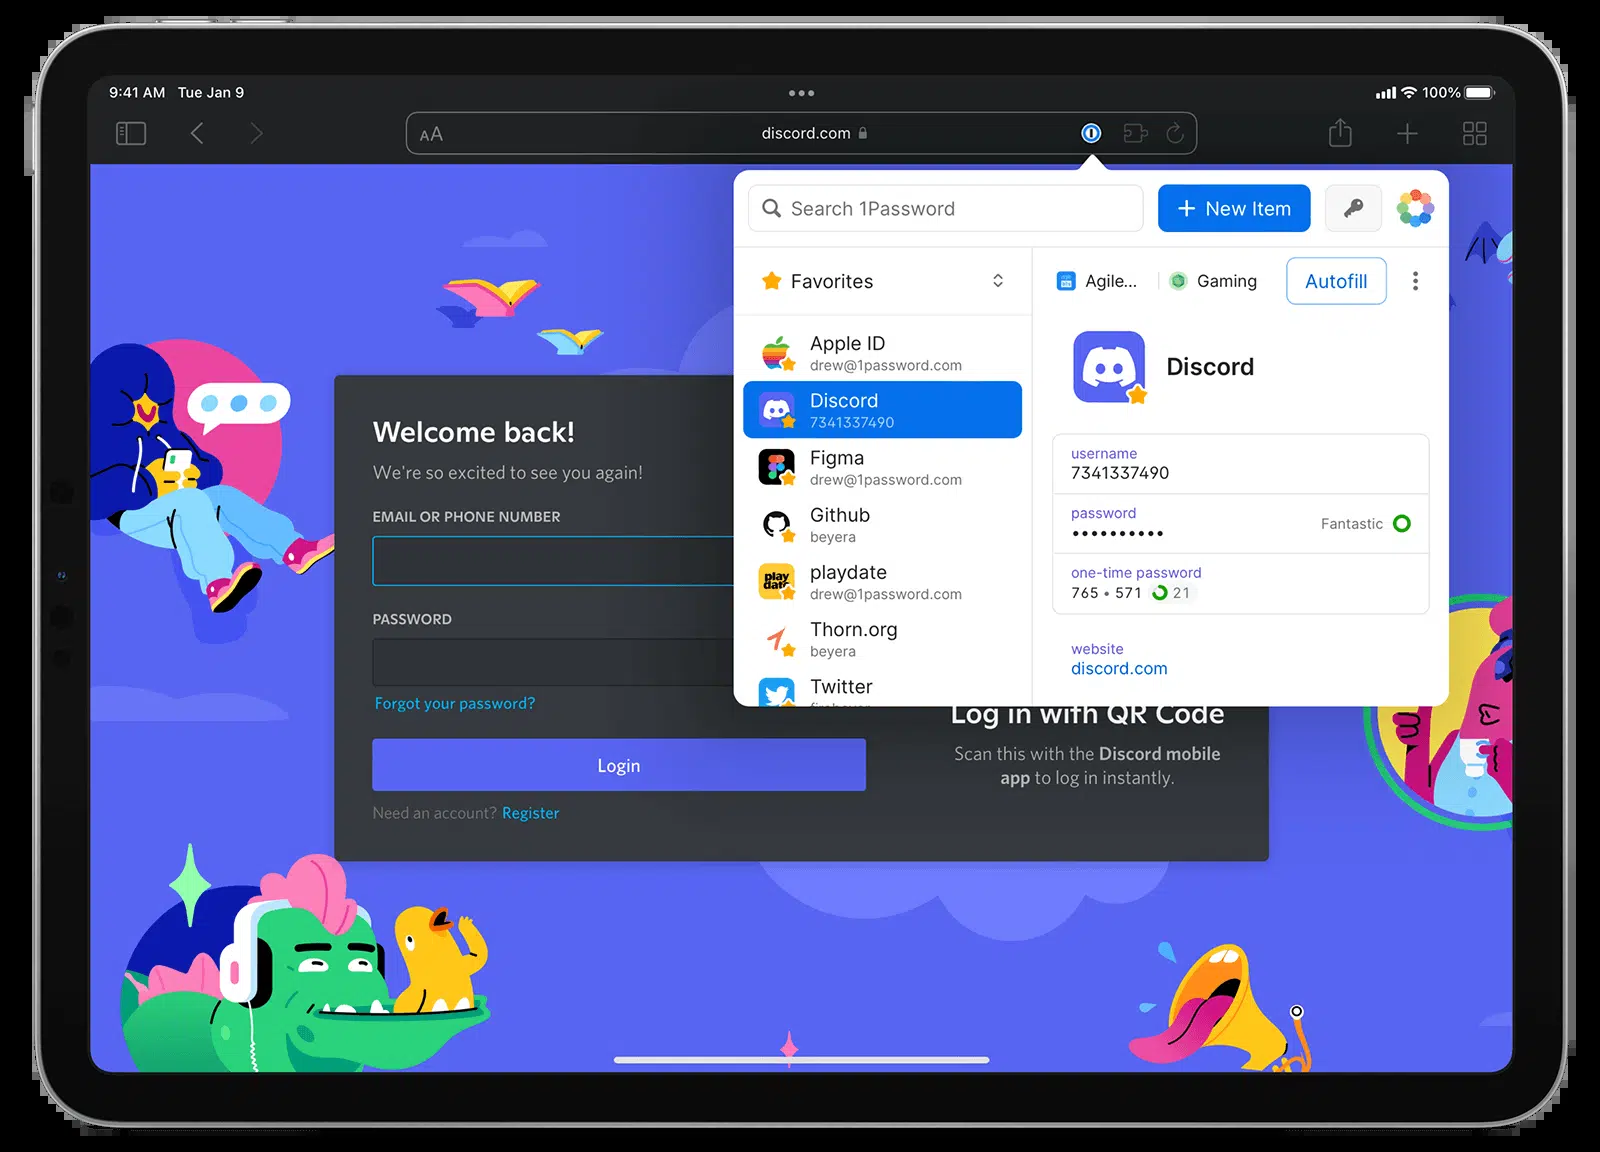 9:41 AM Tue Jan 9
100%
AA
discord.com
Search 1Password
+ New Item
Favorites
Agile...
Gaming
Autofill
Apple ID
drew@1password.com
Discord
7341337490
Figma
drew@1password.com
Github
beyera
playdate
drew@1password.com
Thorn.org
beyera
Twitter
Discord
username
7341337490
password
••••••••••
Fantastic
one-time password
765 • 571
21
website
discord.com
Welcome back!
We're so excited to see you again!
EMAIL OR PHONE NUMBER
PASSWORD
Forgot your password?
Login
Need an account? Register
Log in with QR Code
Scan this with the Discord mobile
app to log in instantly.
play
date